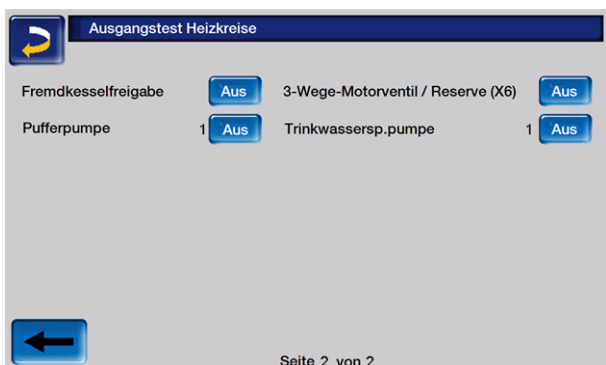 Ausgangstest Heizkreise
Fremdkesselfreigabe Aus 3-Wege-Motorventil / Reserve (X6) Aus
Pufferpumpe 1 Aus Trinkwassersp.pumpe 1 Aus
Seite 2 von 2